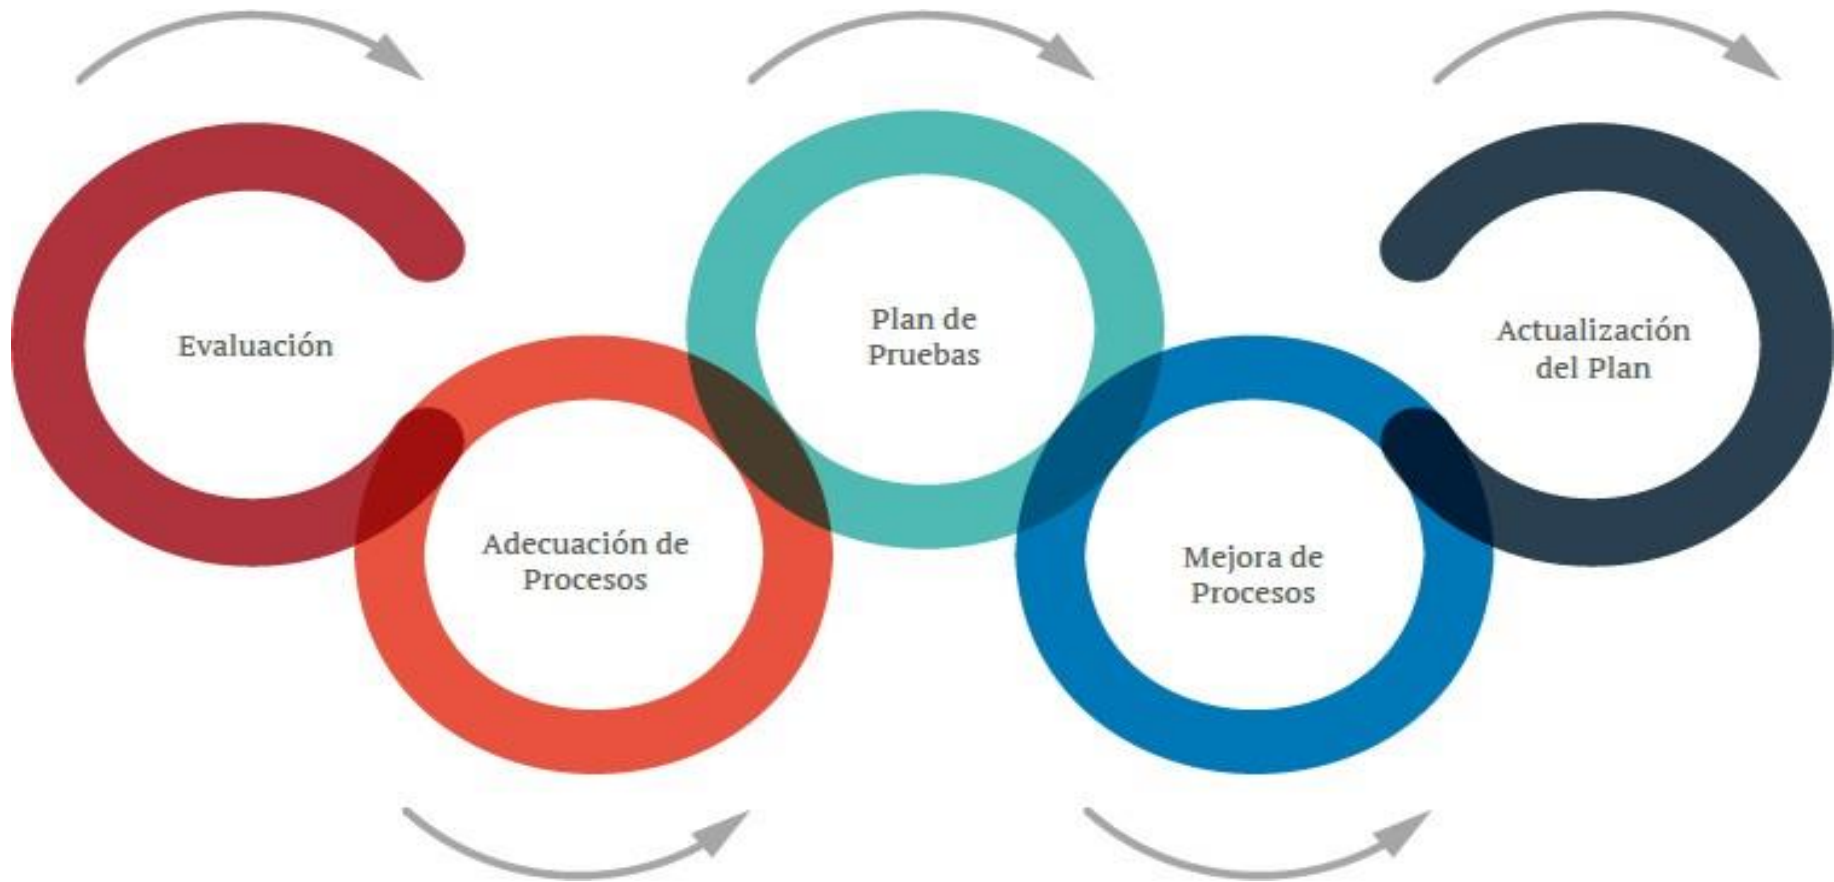 Evaluación
Adecuación de
Procesos
Plan de
Pruebas
Mejora de
Procesos
Actualización
del Plan